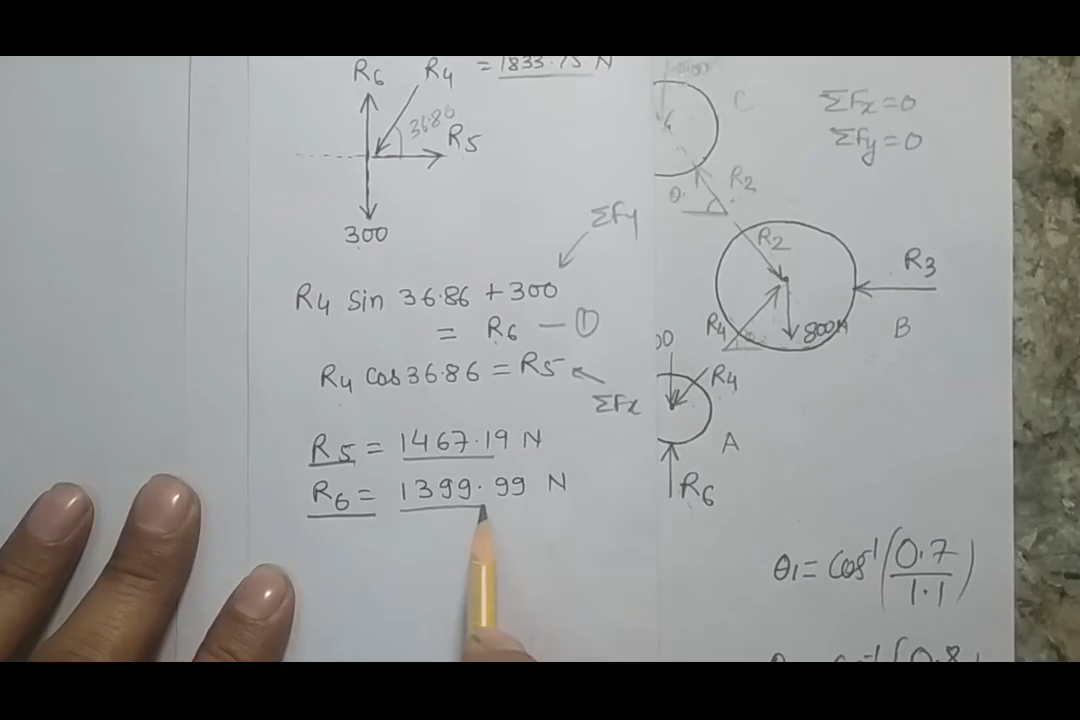 R6 R4 = 1833.75 N
36.86
R5
300
ΣFy
R4 sin 36.86 + 300
= R6 — ①
R4 cos 36.86 = R5
ΣFx
R5 = 1467.19 N
R6 = 1399.99 N
C
ΣFx=0
ΣFy=0
R2
θ1
R2
R3
R4
800N
B
R4
A
R6
θ1 = cos⁻¹(0.7/1.1)